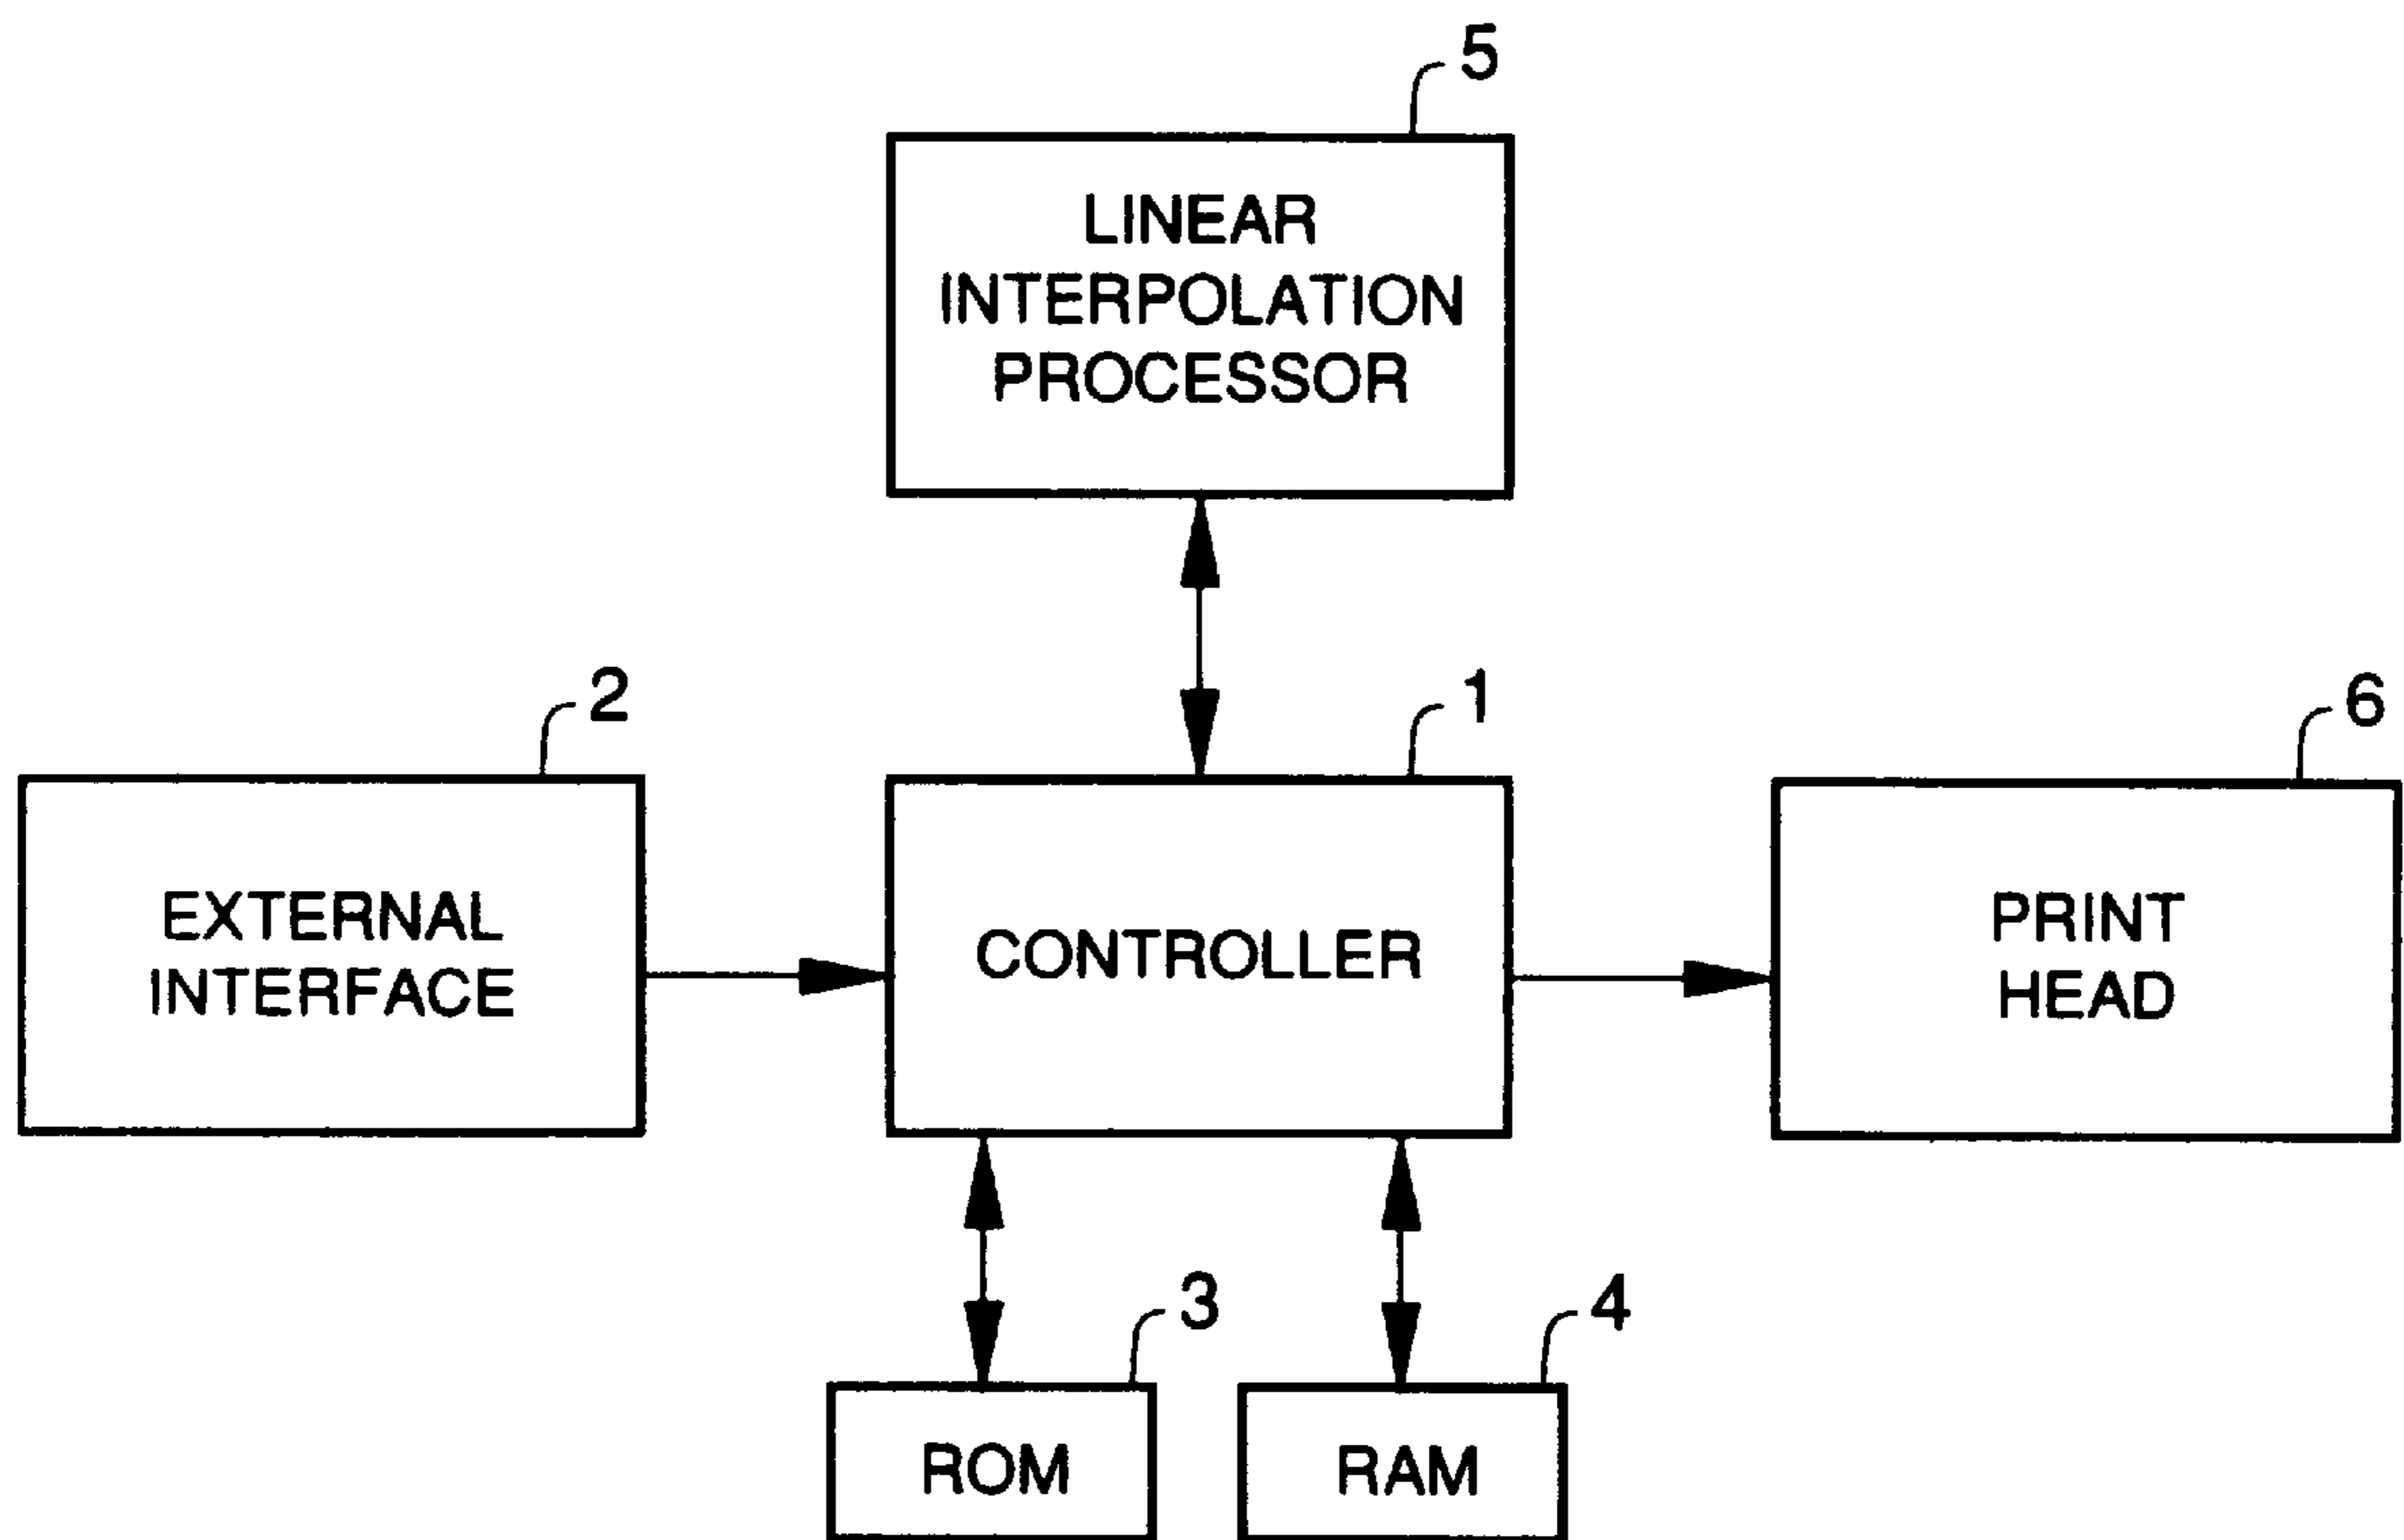 5
LINEAR
INTERPOLATION
PROCESSOR
2
1
6
EXTERNAL
INTERFACE
CONTROLLER
PRINT
HEAD
3
4
ROM
RAM